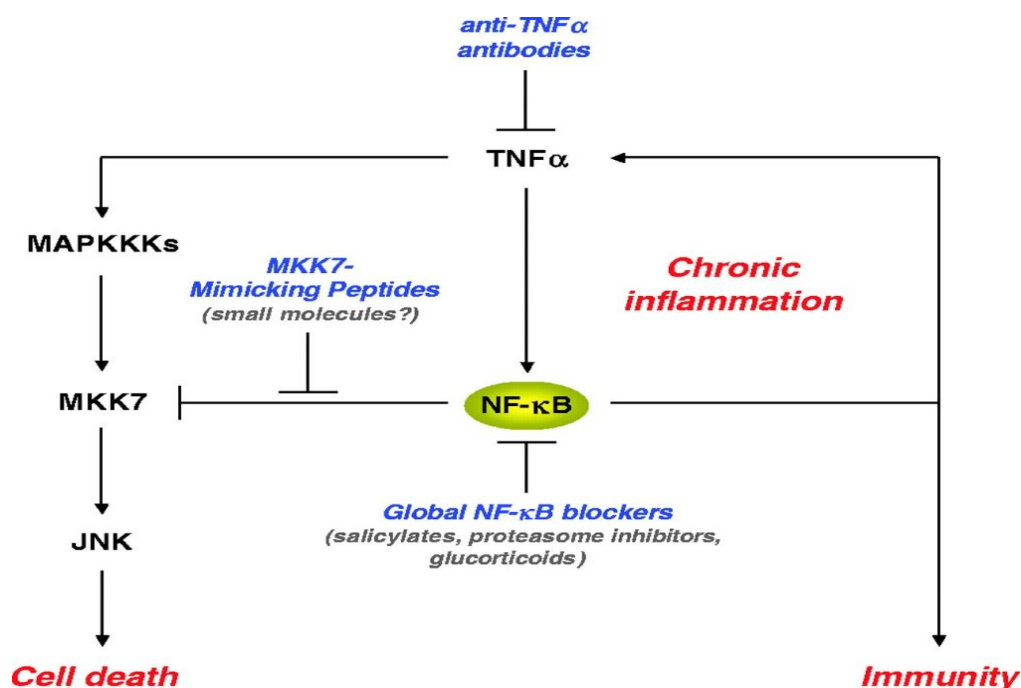 anti-TNFα
antibodies
TNFα
MAPKKKs
MKK7-
Mimicking Peptides
(small molecules?)
Chronic
inflammation
MKK7
NF-κB
Global NF-κB blockers
(salicylates, proteasome inhibitors,
glucorticoids)
JNK
Cell death
Immunity